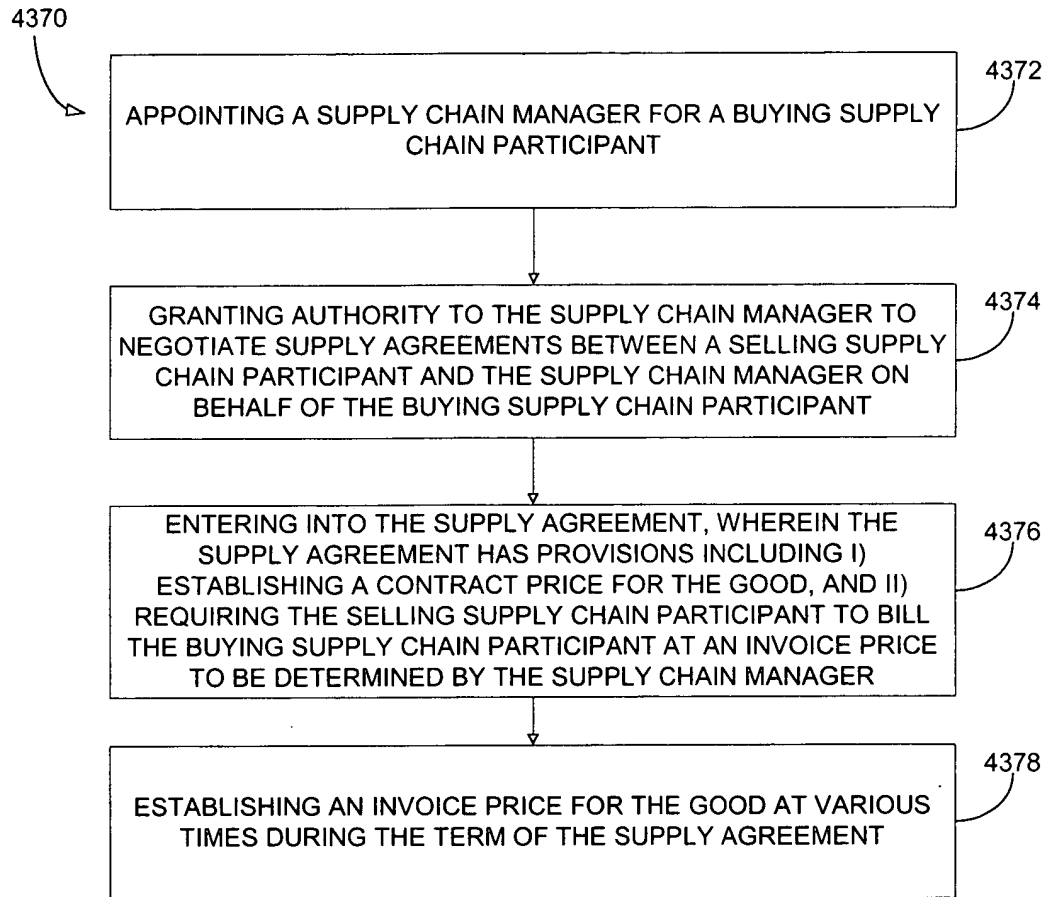 4370
4372
APPOINTING A SUPPLY CHAIN MANAGER FOR A BUYING SUPPLY
CHAIN PARTICIPANT
4374
GRANTING AUTHORITY TO THE SUPPLY CHAIN MANAGER TO
NEGOTIATE SUPPLY AGREEMENTS BETWEEN A SELLING SUPPLY
CHAIN PARTICIPANT AND THE SUPPLY CHAIN MANAGER ON
BEHALF OF THE BUYING SUPPLY CHAIN PARTICIPANT
4376
ENTERING INTO THE SUPPLY AGREEMENT, WHEREIN THE
SUPPLY AGREEMENT HAS PROVISIONS INCLUDING I)
ESTABLISHING A CONTRACT PRICE FOR THE GOOD, AND II)
REQUIRING THE SELLING SUPPLY CHAIN PARTICIPANT TO BILL
THE BUYING SUPPLY CHAIN PARTICIPANT AT AN INVOICE PRICE
TO BE DETERMINED BY THE SUPPLY CHAIN MANAGER
4378
ESTABLISHING AN INVOICE PRICE FOR THE GOOD AT VARIOUS
TIMES DURING THE TERM OF THE SUPPLY AGREEMENT